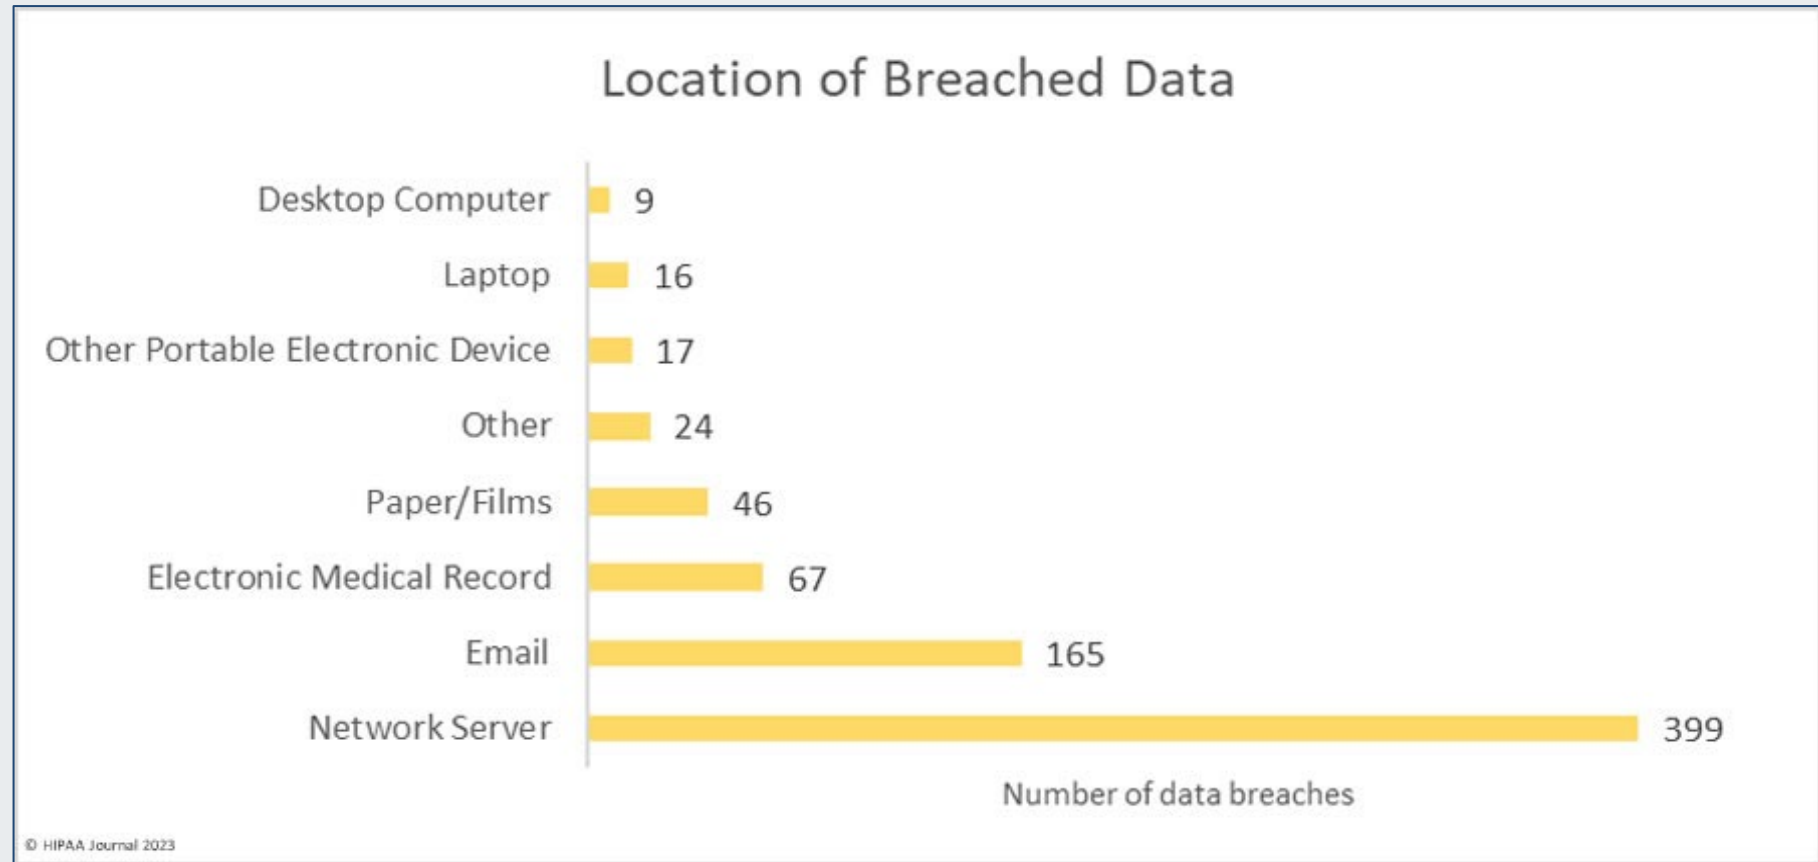 Location of Breached Data
Desktop Computer 9
Laptop 16
Other Portable Electronic Device 17
Other 24
Paper/Films 46
Electronic Medical Record 67
Email 165
Network Server 399
Number of data breaches
© HIPAA Journal 2023